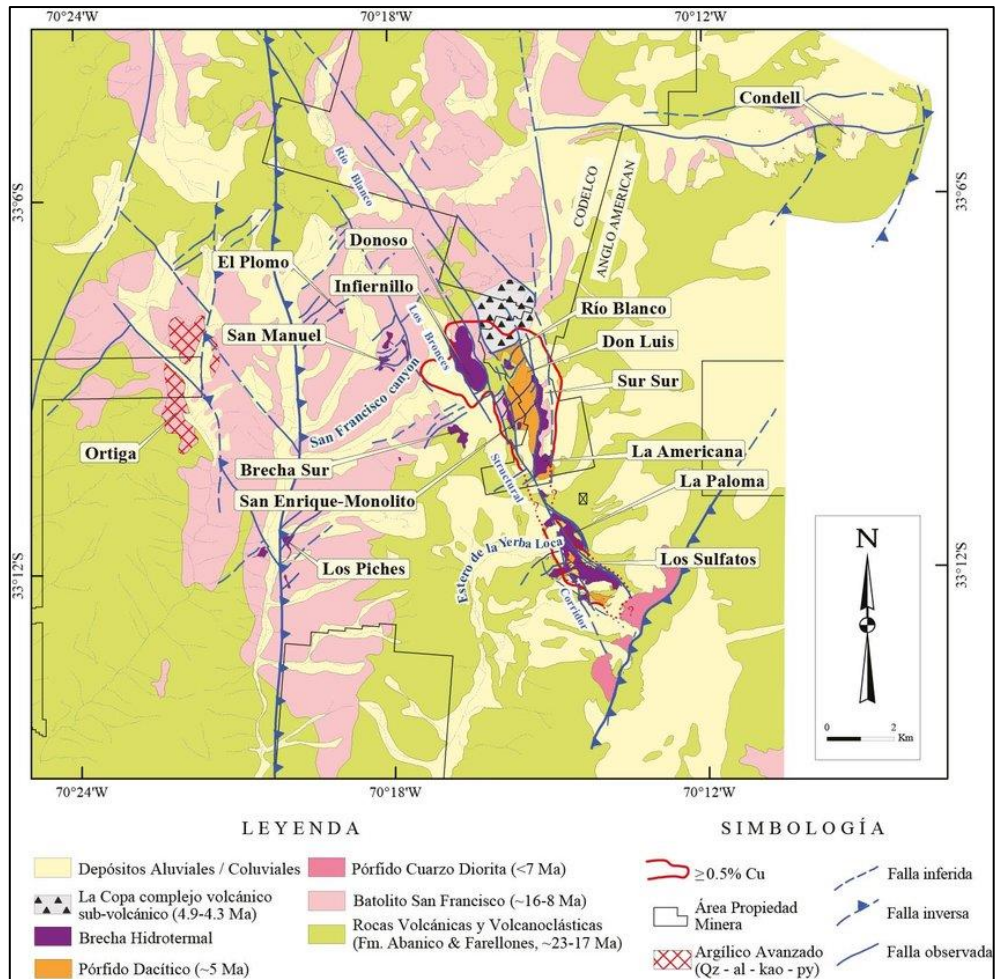 70°24'W
70°18'W
70°12'W
Condell
33°6'S
33°6'S
Río Blanco
CODELCO
ANGLO AMERICAN
Donoso
El Plomo
Infiernillo
San Manuel
Los Bronces
Río Blanco
Don Luis
San Francisco canyon
Sur Sur
Ortiga
Brecha Sur
La Americana
San Enrique-Monolito
Structural
La Paloma
?
Estero de la Yerba Loca
Los Sulfatos
33°12'S
33°12'S
Los Piches
Corridor
?
N
0 2
Km
70°24'W
70°18'W
70°12'W
LEYENDA
Depósitos Aluviales / Coluviales
La Copa complejo volcánico
sub-volcánico (4.9-4.3 Ma)
Brecha Hidrotermal
Pórfido Dacítico (~5 Ma)
Pórfido Cuarzo Diorita (<7 Ma)
Batolito San Francisco (~16-8 Ma)
Rocas Volcánicas y Volcanoclásticas
(Fm. Abanico & Farellones, ~23-17 Ma)
SIMBOLOGÍA
≥0.5% Cu
Área Propiedad
Minera
Argílico Avanzado
(Qz - al - kao - py)
Falla inferida
Falla inversa
Falla observada